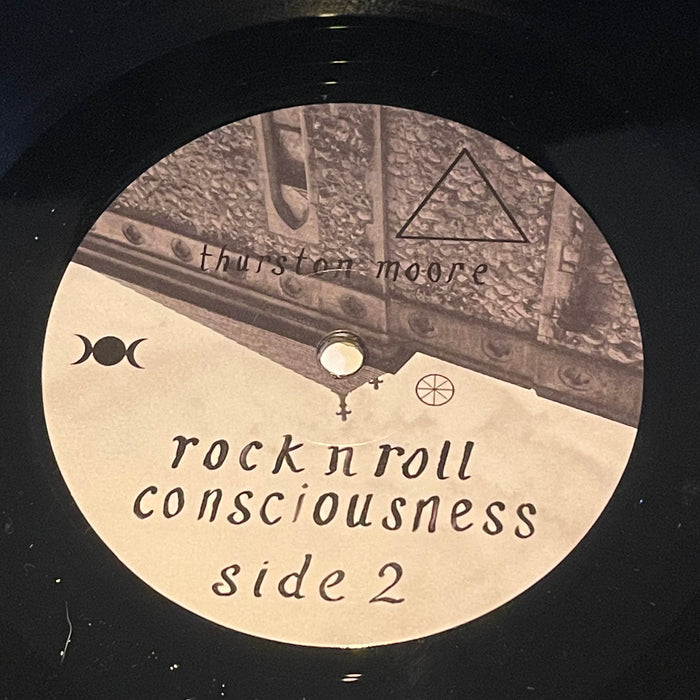 thurston moore
rock n roll
consciousness
side 2